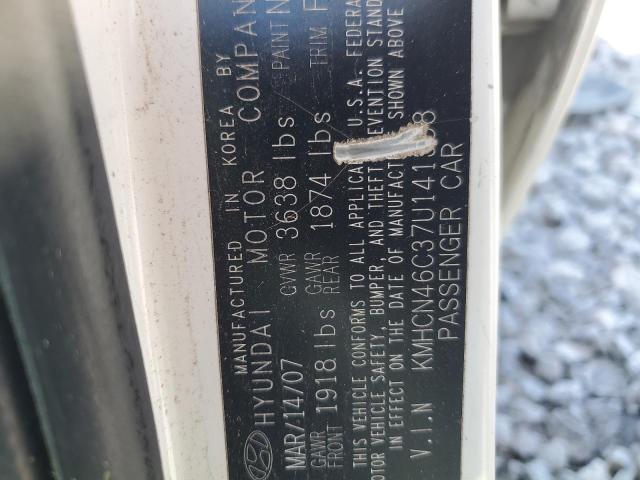 MANUFACTURED IN KOREA BY
HYUNDAI MOTOR COMPAN
MAR/14/07 GVWR 3638 lbs PAINT N
GAWR FRONT 1918 lbs GAWR REAR 1874 lbs TRIM F
THIS VEHICLE CONFORMS TO ALL APPLICA U.S.A. FEDERA
OTOR VEHICLE SAFETY, BUMPER, AND THEFT EVENTION STAND
IN EFFECT ON THE DATE OF MANUFACT SHOWN ABOVE
V.I.N KMHCN46C37U141
PASSENGER CAR